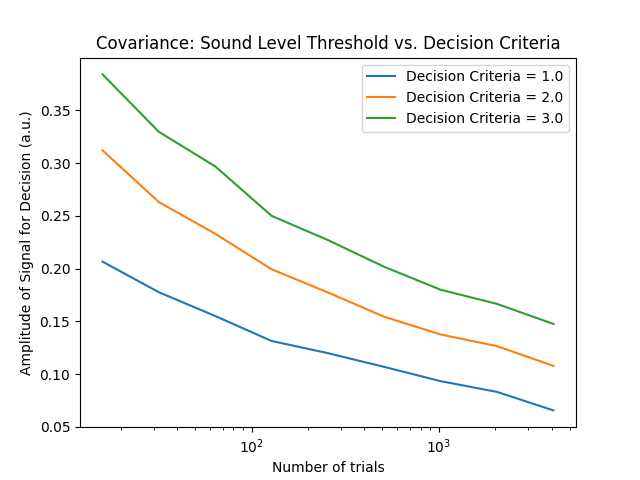 Covariance: Sound Level Threshold vs. Decision Criteria
Decision Criteria = 1.0
Decision Criteria = 2.0
Decision Criteria = 3.0
Amplitude of Signal for Decision (a.u.)
0.35
0.30
0.25
0.20
0.15
0.10
0.05
10² 10³
Number of trials